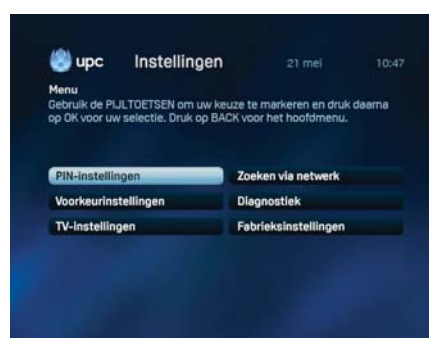 upc Instellingen 21 mei 10:47
Menu
Gebruik de PIJLTOETSEN om uw keuze te markeren en druk daarna
op OK voor uw selectie. Druk op BACK voor het hoofdmenu.
PIN-instellingen Zoeken via netwerk
Voorkeurinstellingen Diagnostiek
TV-instellingen Fabrieksinstellingen